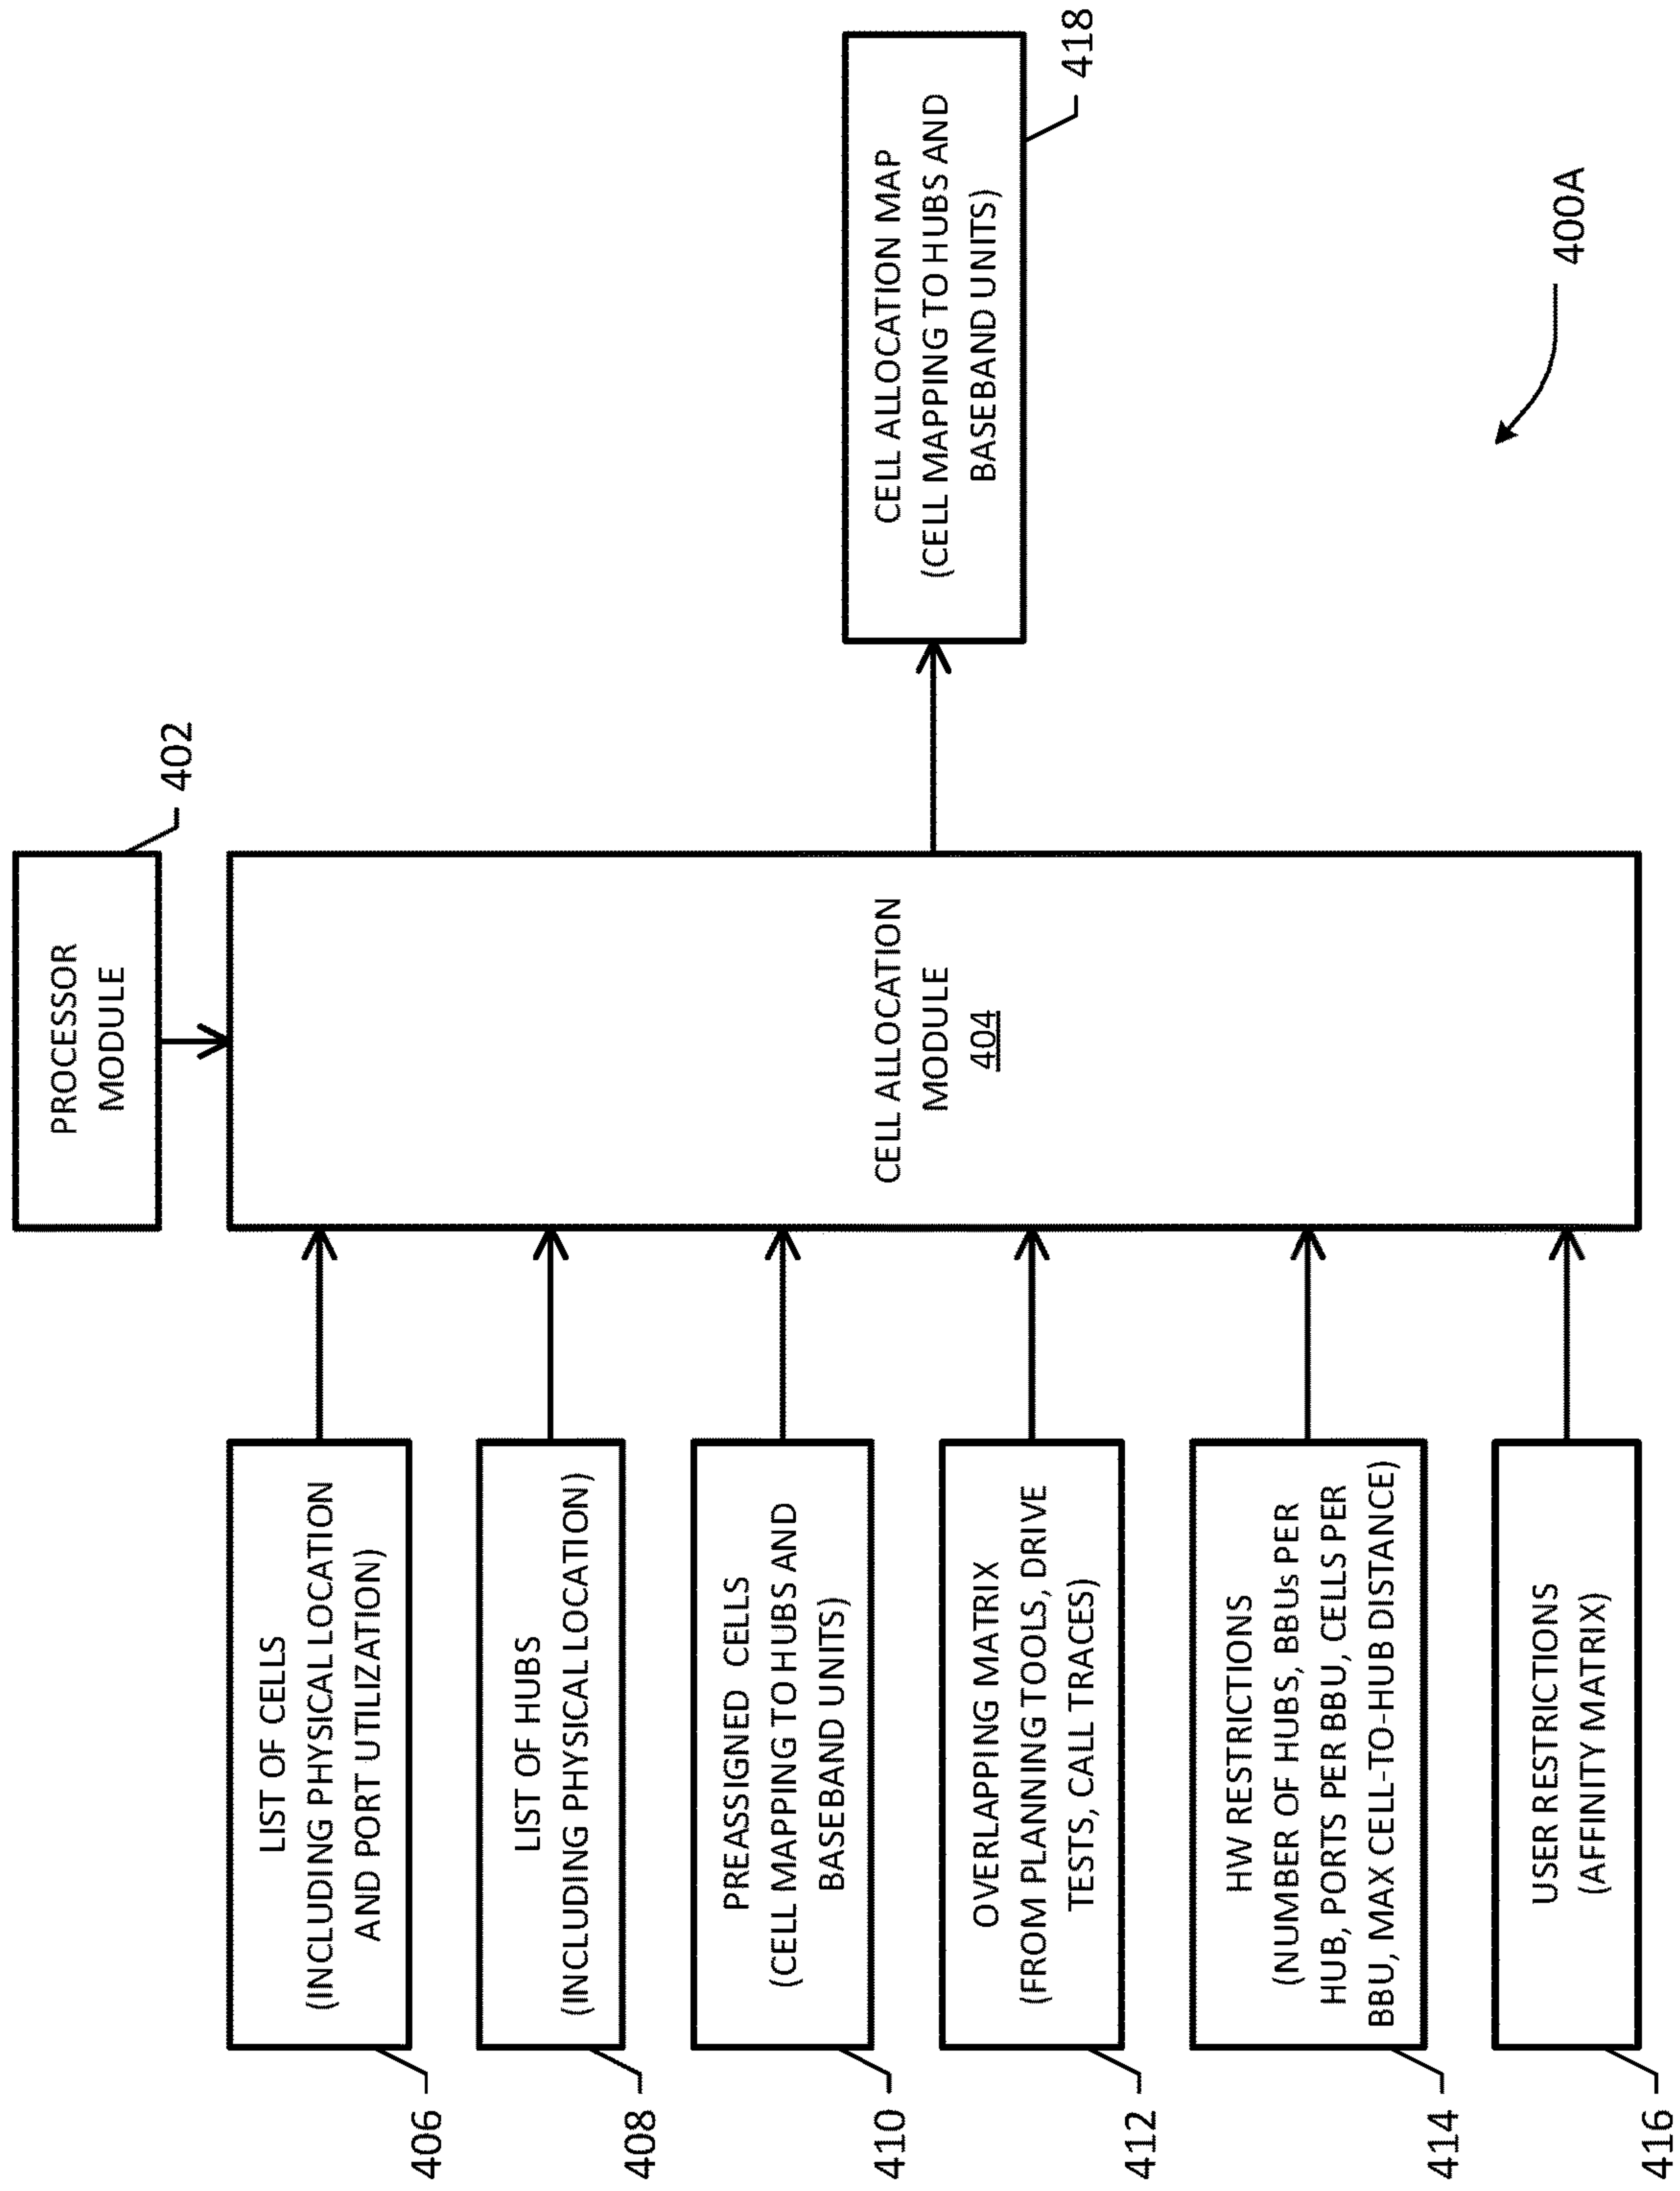 PROCESSOR
MODULE
402
LIST OF CELLS
(INCLUDING PHYSICAL LOCATION
AND PORT UTILIZATION)
406
LIST OF HUBS
(INCLUDING PHYSICAL LOCATION)
408
PREASSIGNED CELLS
(CELL MAPPING TO HUBS AND
BASEBAND UNITS)
410
OVERLAPPING MATRIX
(FROM PLANNING TOOLS, DRIVE
TESTS, CALL TRACES)
412
HW RESTRICTIONS
(NUMBER OF HUBS, BBUs PER
HUB, PORTS PER BBU, CELLS PER
BBU, MAX CELL-TO-HUB DISTANCE)
414
USER RESTRICTIONS
(AFFINITY MATRIX)
416
CELL ALLOCATION
MODULE
404
CELL ALLOCATION MAP
(CELL MAPPING TO HUBS AND
BASEBAND UNITS)
418
400A